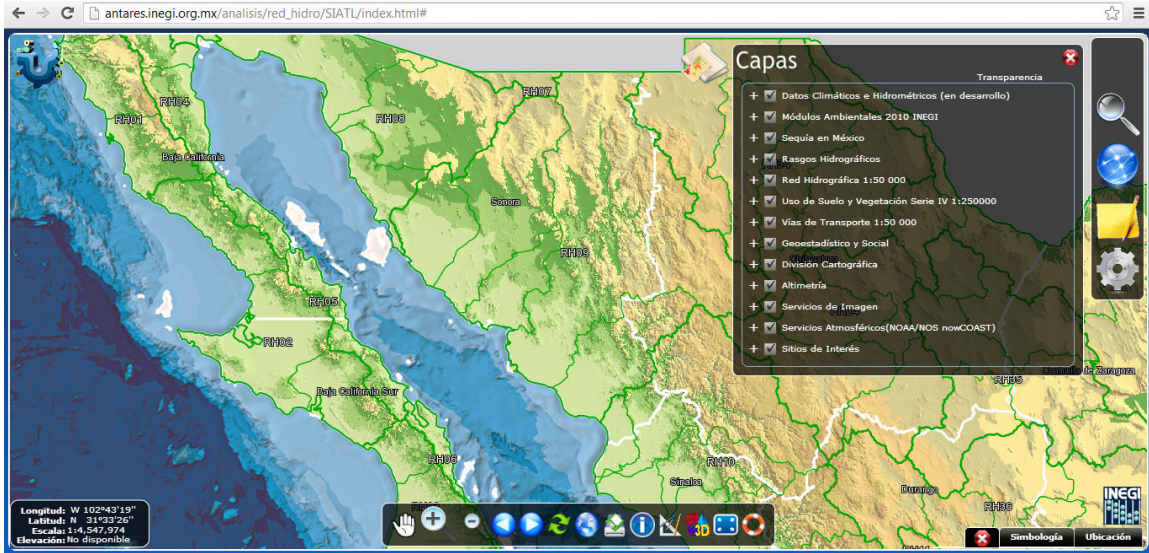 antares.inegi.org.mx/analisis/red_hidro/SIATL/index.html#
Capas
Transparencia
Datos Climáticos e Hidrométricos (en desarrollo)
Módulos Ambientales 2010 INEGI
Sequía en México
Rasgos Hidrográficos
Red Hidrográfica 1:50 000
Uso de Suelo y Vegetación Serie IV 1:250000
Vías de Transporte 1:50 000
Geoestadístico y Social
División Cartográfica
Altimetría
Servicios de Imagen
Servicios Atmosféricos(NOAA/NOS nowCOAST)
Sitios de Interés
RH07
RH04
RH01
RH08
Baja California
Sonora
RH09
RH05
RH02
Baja California Sur
RH06
RH10
Sinaloa
Durango
RH35
de Zaragoza
RH36
INEGI
Longitud: W 102°43'19''
Latitud: N 31°33'26''
Escala: 1:4,547,974
Elevación: No disponible
3D
Simbología
Ubicación